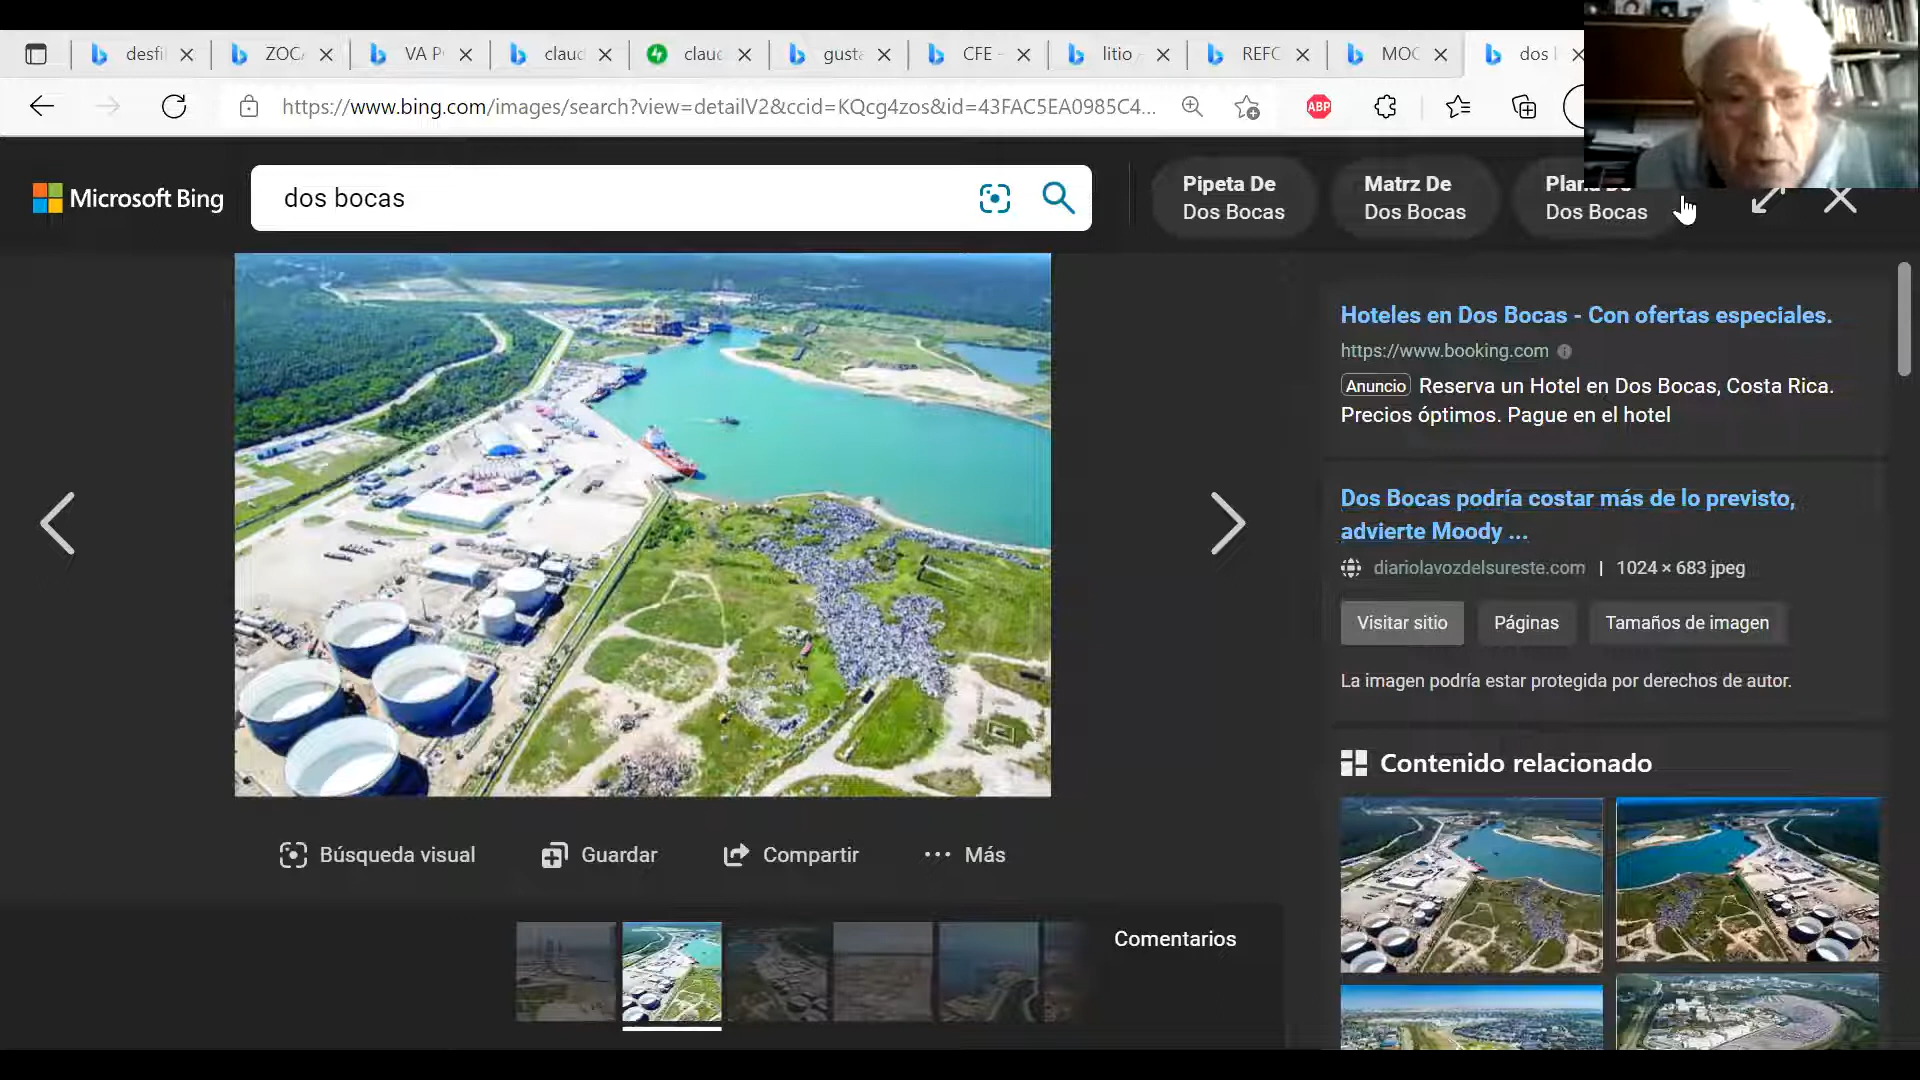 desfi
ZOC
VA P
claud
claud
gusta
CFE -
litio -
REFO
MOC
dos
https://www.bing.com/images/search?view=detailV2&ccid=KQcg4zos&id=43FAC5EA0985C4...
ABP
Microsoft Bing
dos bocas
Pipeta De
Dos Bocas
Matrz De
Dos Bocas
Dos Bocas
Hoteles en Dos Bocas - Con ofertas especiales.
https://www.booking.com
Anuncio Reserva un Hotel en Dos Bocas, Costa Rica.
Precios óptimos. Pague en el hotel
Dos Bocas podría costar más de lo previsto,
advierte Moody ...
diariolavozdelsureste.com | 1024 × 683 jpeg
Visitar sitio
Páginas
Tamaños de imagen
La imagen podría estar protegida por derechos de autor.
Contenido relacionado
Búsqueda visual
Guardar
Compartir
Más
Comentarios